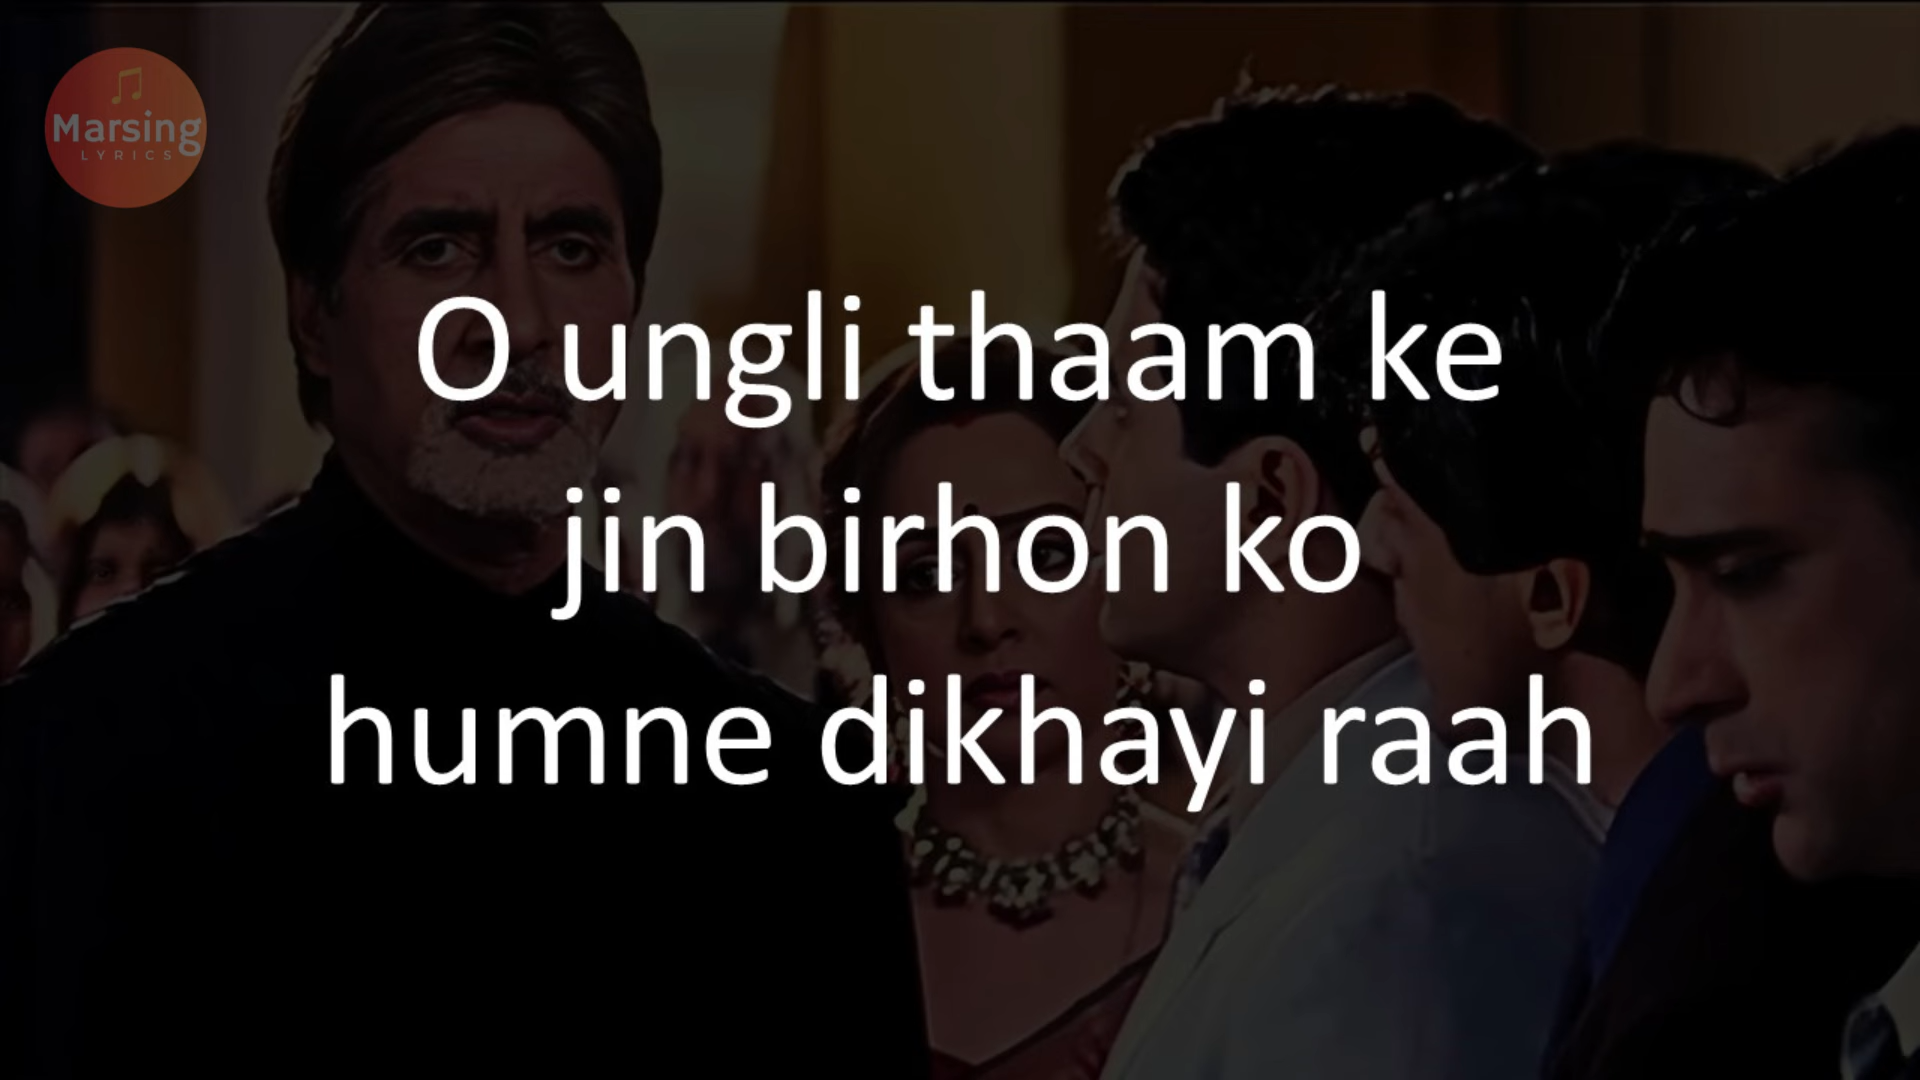 Marsing
LYRICS
O ungli thaam ke
jin birhon ko
humne dikhayi raah